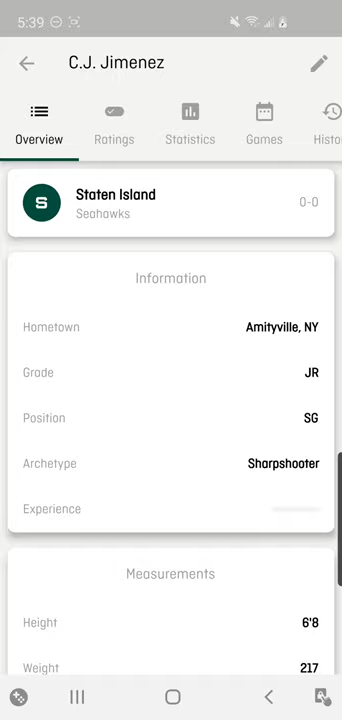 5:39
C.J. Jimenez
Overview
Ratings
Statistics
Games
Histo
S
Staten Island
Seahawks
0-0
Information
Hometown
Amityville, NY
Grade
JR
Position
SG
Archetype
Sharpshooter
Experience
Measurements
Height
6'8
Weight
217